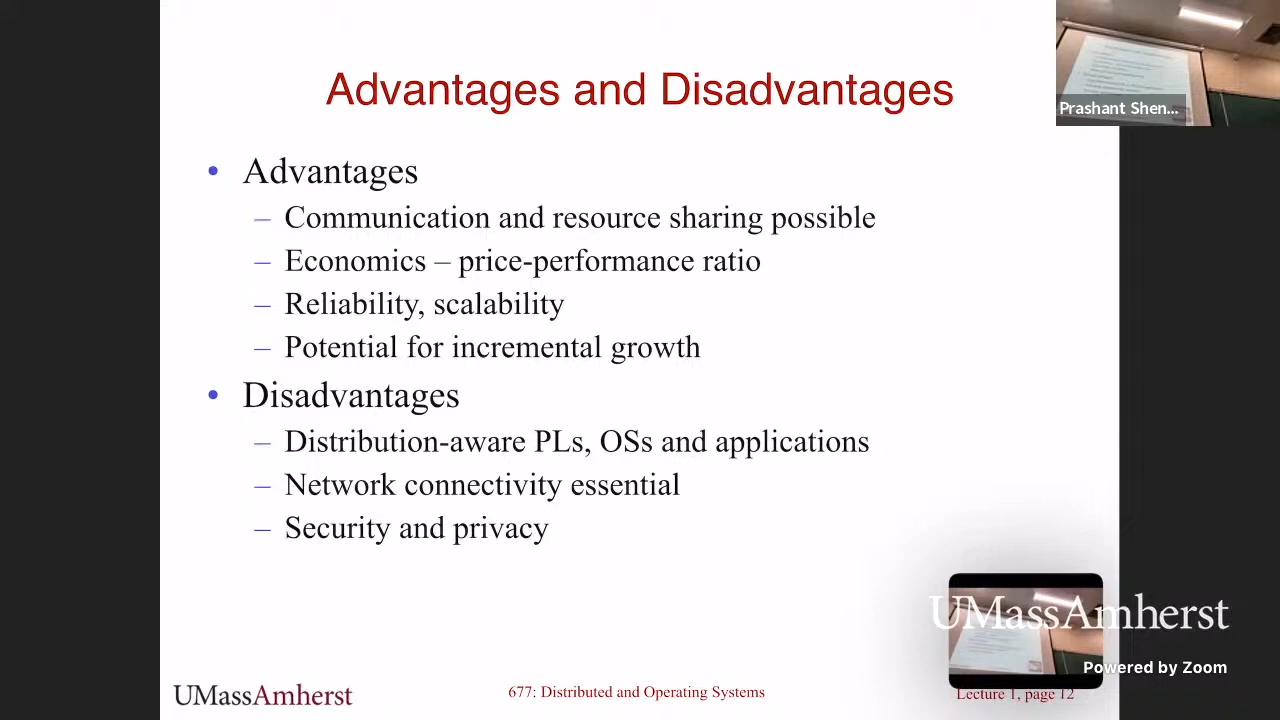 Advantages and Disadvantages
Prashant Shen...
• Advantages
– Communication and resource sharing possible
– Economics – price-performance ratio
– Reliability, scalability
– Potential for incremental growth
• Disadvantages
– Distribution-aware PLs, OSs and applications
– Network connectivity essential
– Security and privacy
UMassAmherst
Powered by Zoom
UMassAmherst
677: Distributed and Operating Systems
Lecture 1, page 12